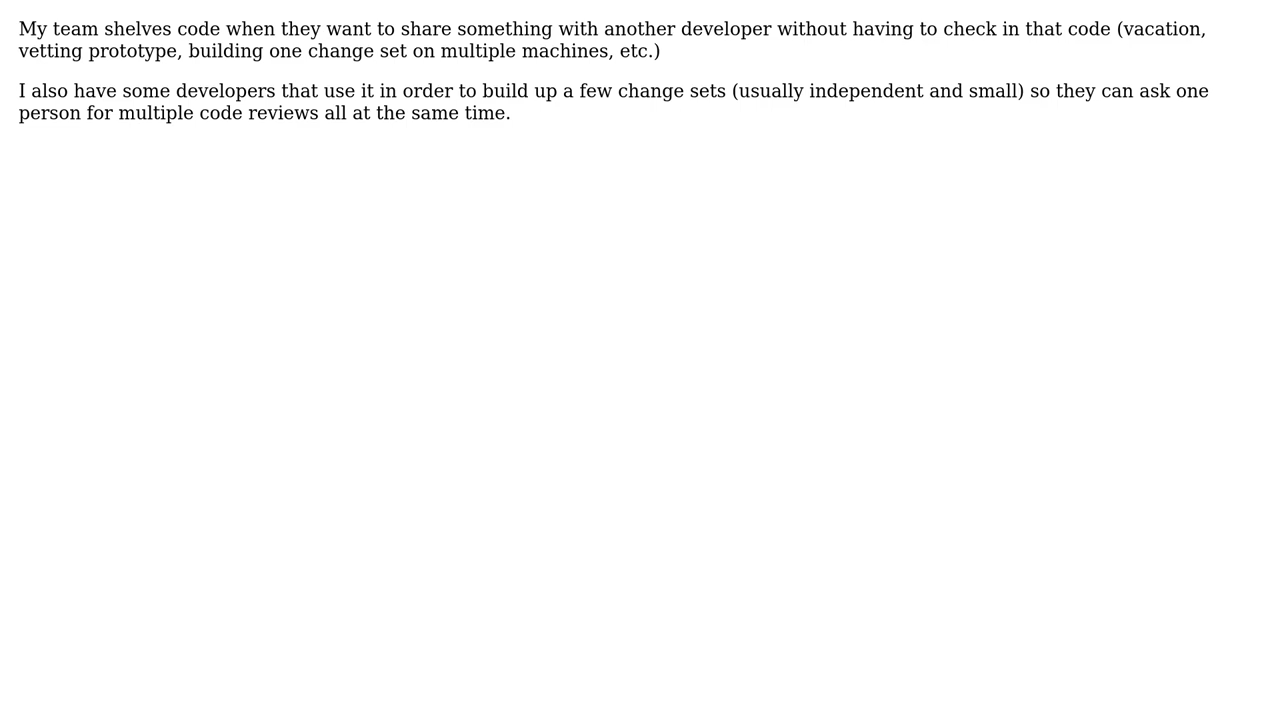 My team shelves code when they want to share something with another developer without having to check in that code (vacation,
vetting prototype, building one change set on multiple machines, etc.)
I also have some developers that use it in order to build up a few change sets (usually independent and small) so they can ask one
person for multiple code reviews all at the same time.